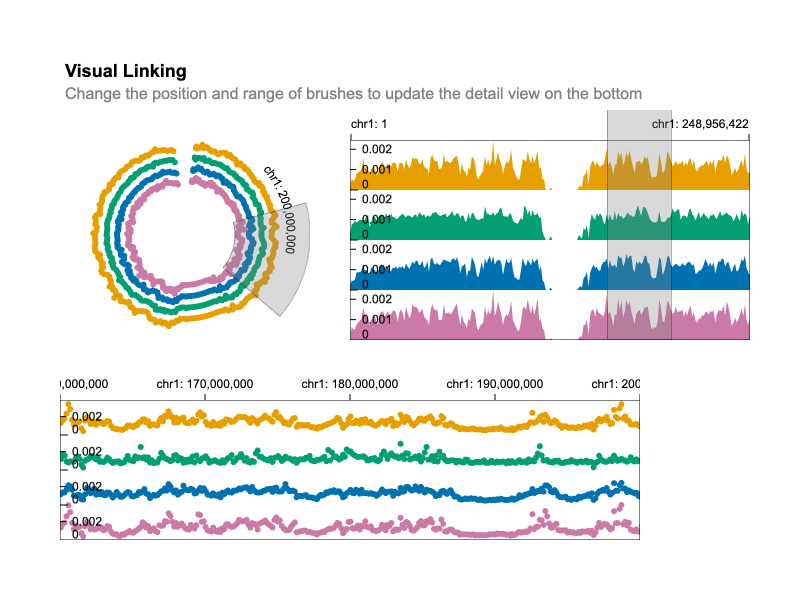 Visual Linking
Change the position and range of brushes to update the detail view on the bottom
chr1: 200,000,000
chr1: 1
chr1: 248,956,422
0.002
0.001
0
0.002
0.001
0
0.002
0.001
0
0.002
0.001
0
0,000,000
chr1: 170,000,000
chr1: 180,000,000
chr1: 190,000,000
chr1: 200
0.002
0
0.002
0
0.002
0
0.002
0